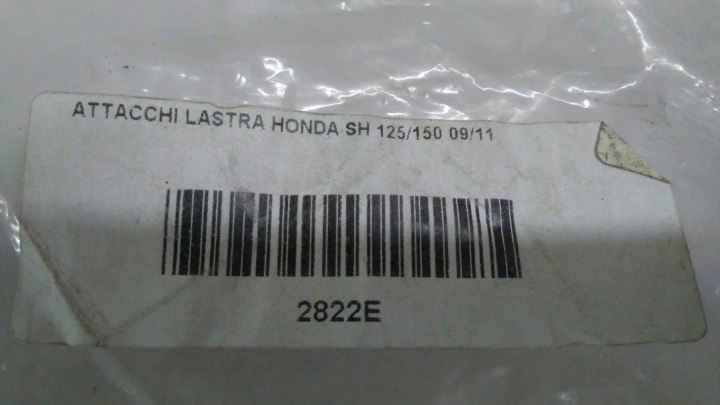 ATTACCHI LASTRA HONDA SH 125/150 09/11
2822E